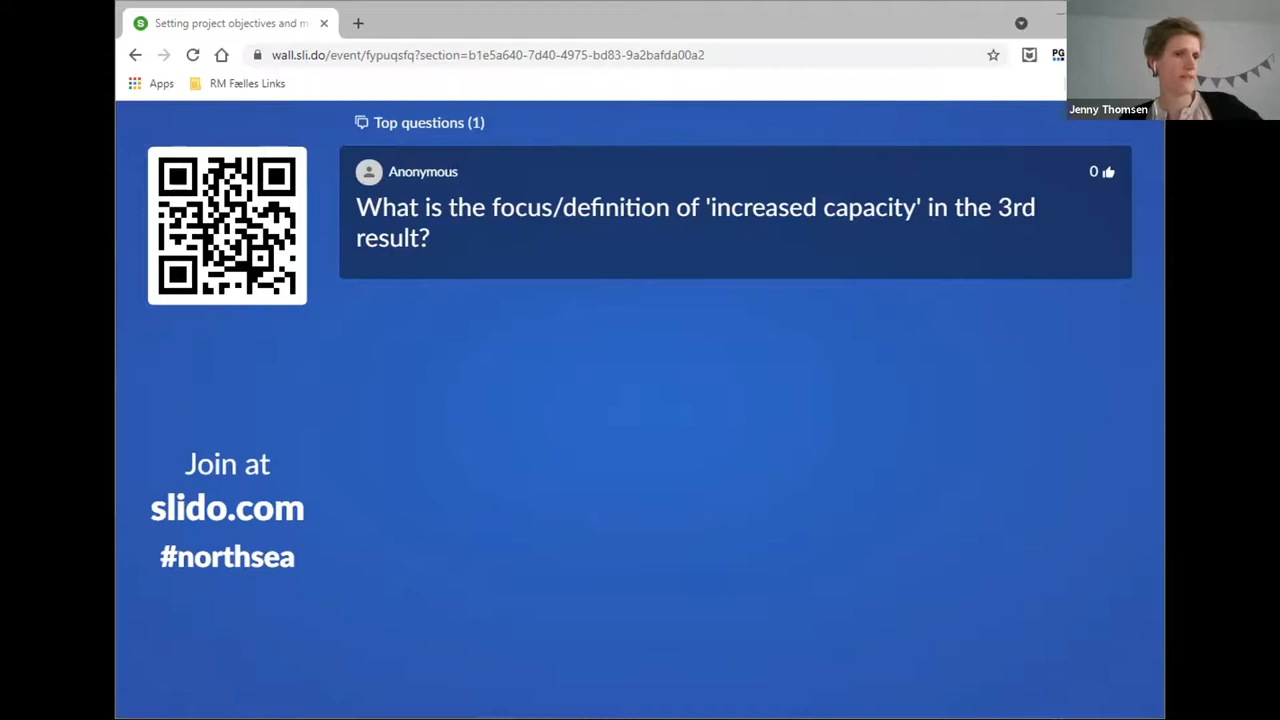 Setting project objectives and m
wall.sli.do/event/fypuqsfq?section=b1e5a640-7d40-4975-bd83-9a2bafda00a2
PG
Apps
RM Fælles Links
Jenny Thomsen
Top questions (1)
Anonymous
0
What is the focus/definition of 'increased capacity' in the 3rd
result?
Join at
slido.com
#northsea